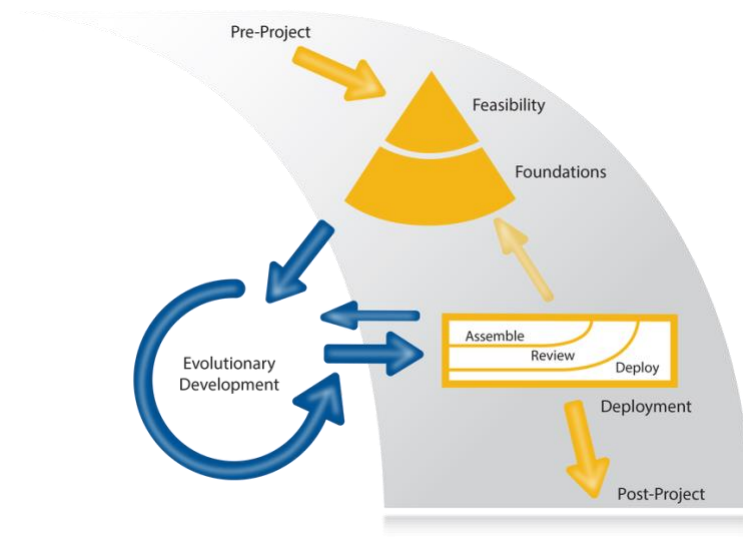 Pre-Project
Feasibility
Foundations
Evolutionary
Development
Assemble
Review
Deploy
Deployment
Post-Project